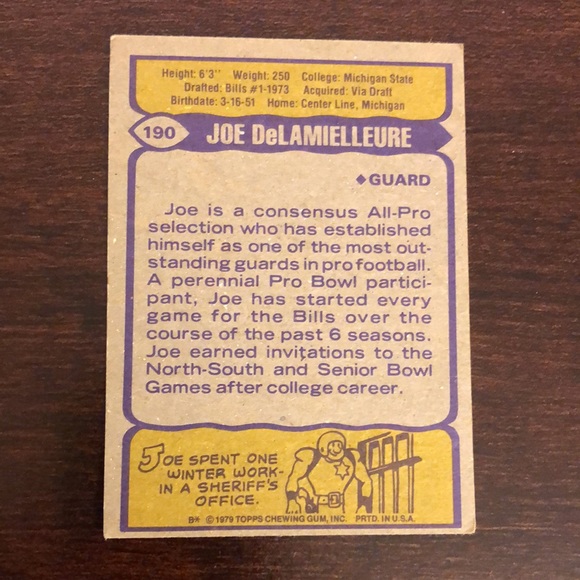 Height: 6'3" Weight: 250 College: Michigan State
Drafted: Bills #1-1973 Acquired: Via Draft
Birthdate: 3-16-51 Home: Center Line, Michigan
190 JOE DeLAMIELLEURE
◆GUARD
Joe is a consensus All-Pro
selection who has established
himself as one of the most out-
standing guards in pro football.
A perennial Pro Bowl partici-
pant, Joe has started every
game for the Bills over the
course of the past 6 seasons.
Joe earned invitations to the
North-South and Senior Bowl
Games after college career.
JOE SPENT ONE
WINTER WORK-
IN A SHERIFF'S
OFFICE.
B* © 1979 TOPPS CHEWING GUM, INC. PRTD. IN U.S.A.